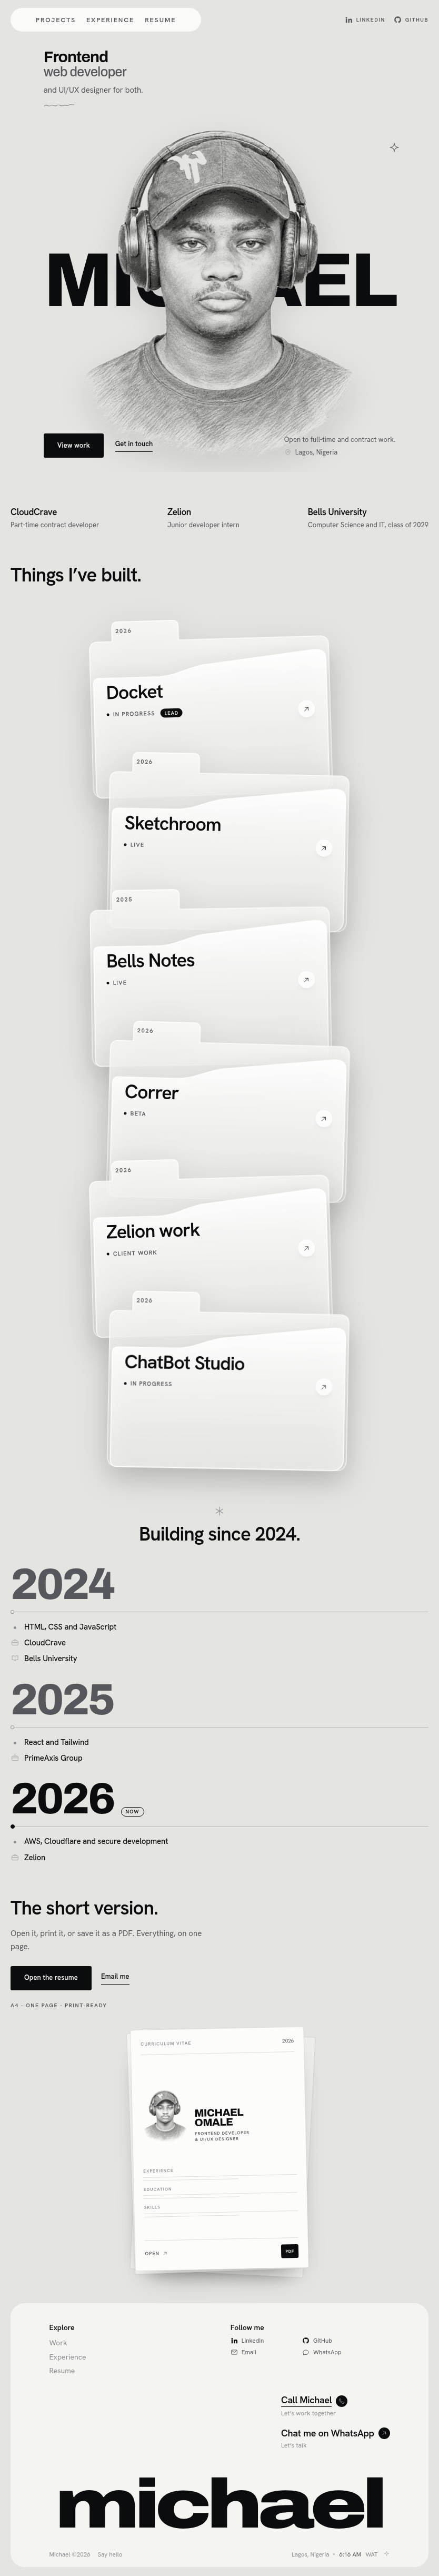 PROJECTS EXPERIENCE RESUME
LINKEDIN GITHUB
Frontend
web developer
and UI/UX designer for both.
View work
Get in touch
Open to full-time and contract work.
Lagos, Nigeria
CloudCrave
Part-time contract developer
Zelion
Junior developer intern
Bells University
Computer Science and IT, class of 2029
Things I’ve built.
2026
Docket
IN PROGRESS LEAD
2026
Sketchroom
LIVE
2025
Bells Notes
LIVE
2026
Correr
BETA
2026
Zelion work
CLIENT WORK
2026
ChatBot Studio
IN PROGRESS
Building since 2024.
2024
HTML, CSS and JavaScript
CloudCrave
Bells University
2025
React and Tailwind
PrimeAxis Group
2026 NOW
AWS, Cloudflare and secure development
Zelion
The short version.
Open it, print it, or save it as a PDF. Everything, on one
page.
Open the resume
Email me
A4 · ONE PAGE · PRINT-READY
CURRICULUM VITAE 2026
MICHAEL
OMALE
FRONTEND DEVELOPER
& UI/UX DESIGNER
EXPERIENCE
EDUCATION
SKILLS
OPEN
PDF
Explore
Work
Experience
Resume
Follow me
LinkedIn GitHub
Email WhatsApp
Call Michael
Let's work together
Chat me on WhatsApp
Let's talk
michael
Michael ©2026 Say hello
Lagos, Nigeria • 6:16 AM WAT